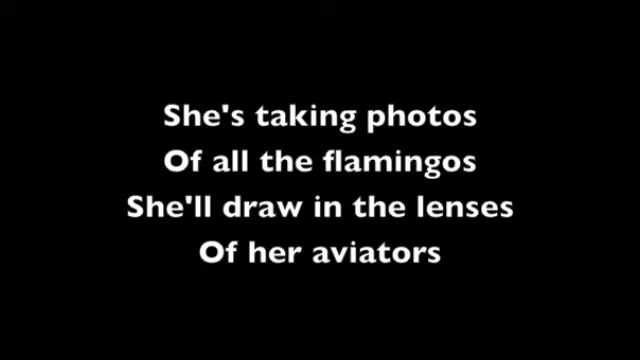 She's taking photos
Of all the flamingos
She'll draw in the lenses
Of her aviators